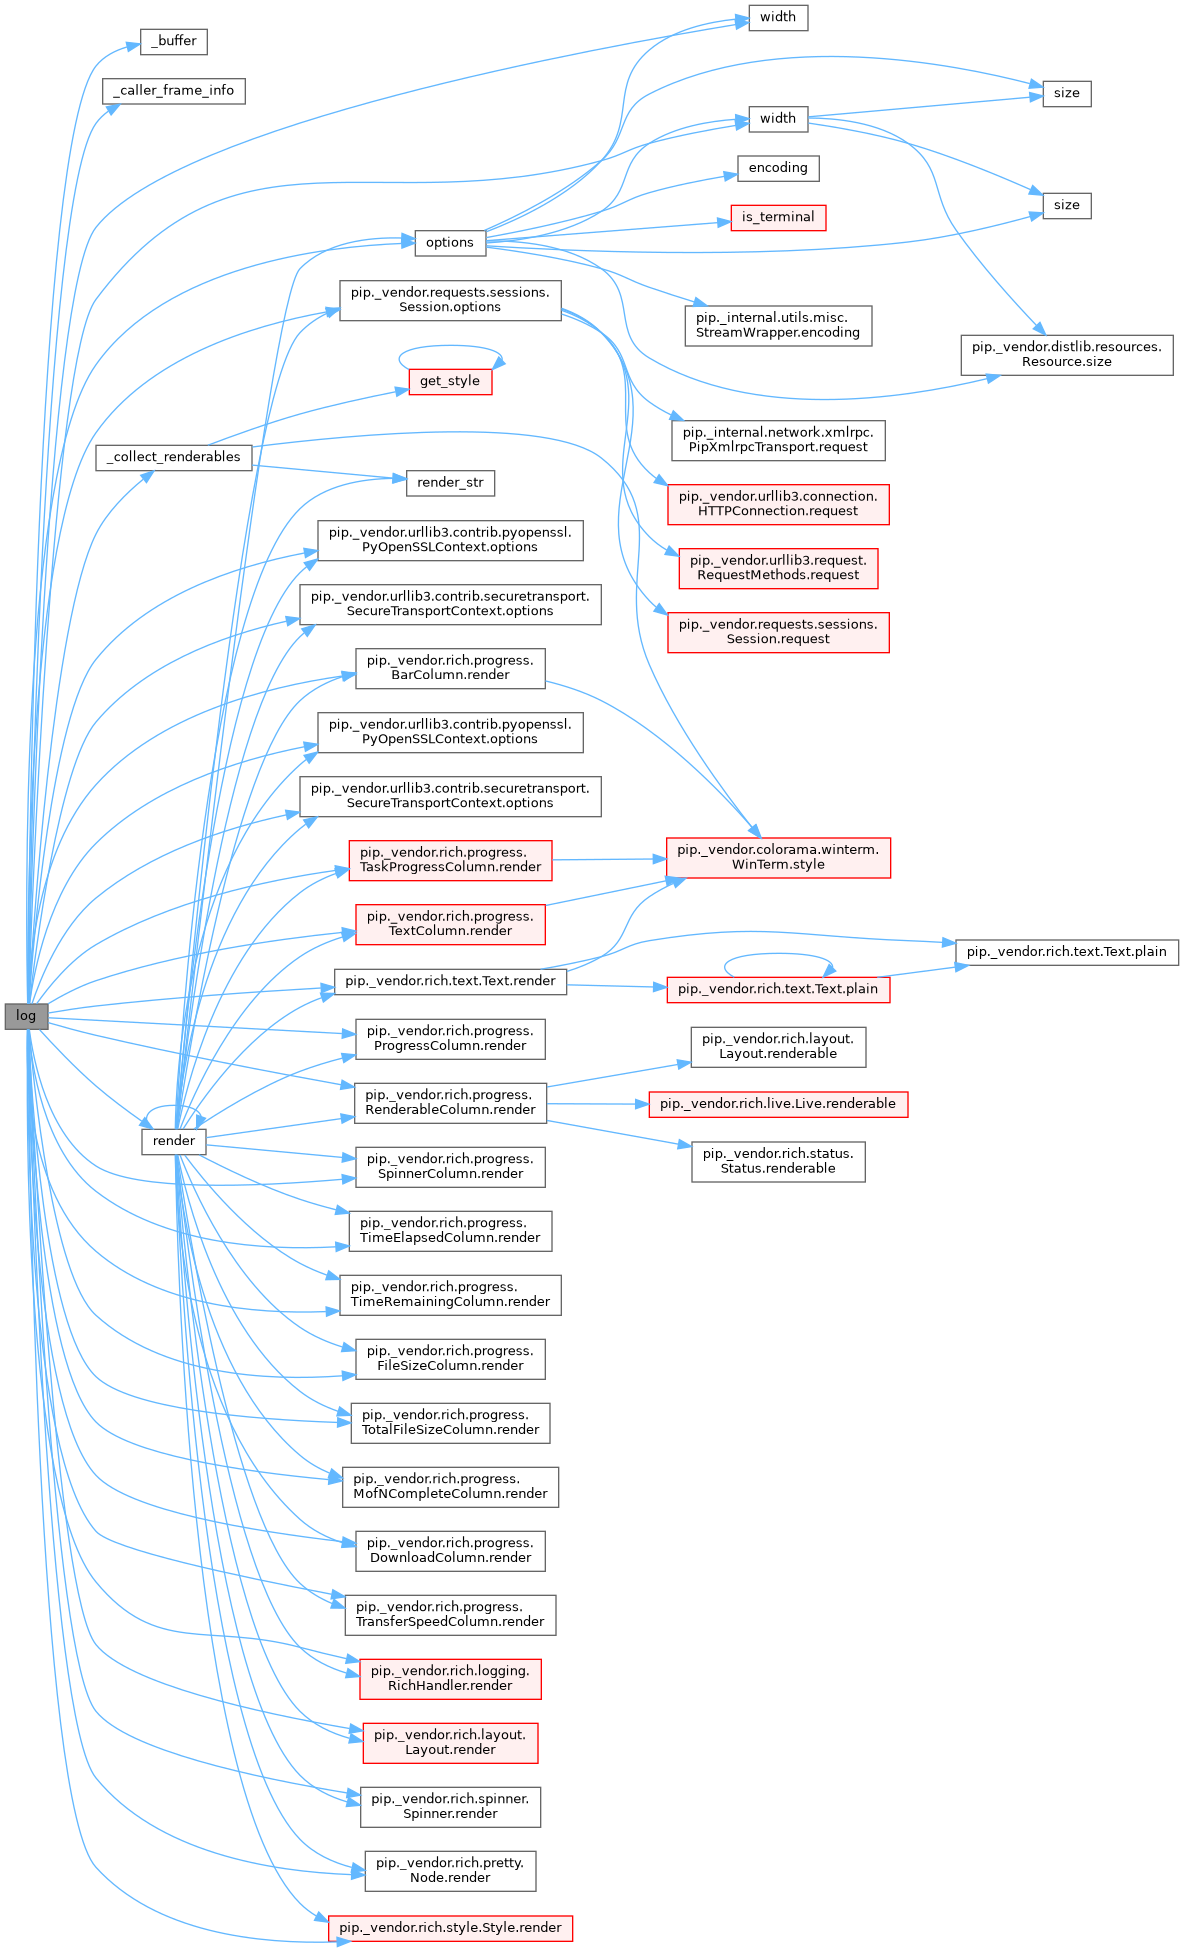 width
_buffer
_caller_frame_info
size
width
encoding
size
is_terminal
options
pip._vendor.requests.sessions.
Session.options
pip._internal.utils.misc.
StreamWrapper.encoding
pip._vendor.distlib.resources.
Resource.size
get_style
pip._internal.network.xmlrpc.
PipXmlrpcTransport.request
_collect_renderables
render_str
pip._vendor.urllib3.connection.
HTTPConnection.request
pip._vendor.urllib3.contrib.pyopenssl.
PyOpenSSLContext.options
pip._vendor.urllib3.request.
RequestMethods.request
pip._vendor.urllib3.contrib.securetransport.
SecureTransportContext.options
pip._vendor.requests.sessions.
Session.request
pip._vendor.rich.progress.
BarColumn.render
pip._vendor.urllib3.contrib.pyopenssl.
PyOpenSSLContext.options
pip._vendor.urllib3.contrib.securetransport.
SecureTransportContext.options
pip._vendor.rich.progress.
TaskProgressColumn.render
pip._vendor.colorama.winterm.
WinTerm.style
pip._vendor.rich.progress.
TextColumn.render
pip._vendor.rich.text.Text.plain
pip._vendor.rich.text.Text.render
pip._vendor.rich.text.Text.plain
log
pip._vendor.rich.progress.
ProgressColumn.render
pip._vendor.rich.layout.
Layout.renderable
pip._vendor.rich.progress.
RenderableColumn.render
pip._vendor.rich.live.Live.renderable
render
pip._vendor.rich.status.
Status.renderable
pip._vendor.rich.progress.
SpinnerColumn.render
pip._vendor.rich.progress.
TimeElapsedColumn.render
pip._vendor.rich.progress.
TimeRemainingColumn.render
pip._vendor.rich.progress.
FileSizeColumn.render
pip._vendor.rich.progress.
TotalFileSizeColumn.render
pip._vendor.rich.progress.
MofNCompleteColumn.render
pip._vendor.rich.progress.
DownloadColumn.render
pip._vendor.rich.progress.
TransferSpeedColumn.render
pip._vendor.rich.logging.
RichHandler.render
pip._vendor.rich.layout.
Layout.render
pip._vendor.rich.spinner.
Spinner.render
pip._vendor.rich.pretty.
Node.render
pip._vendor.rich.style.Style.render